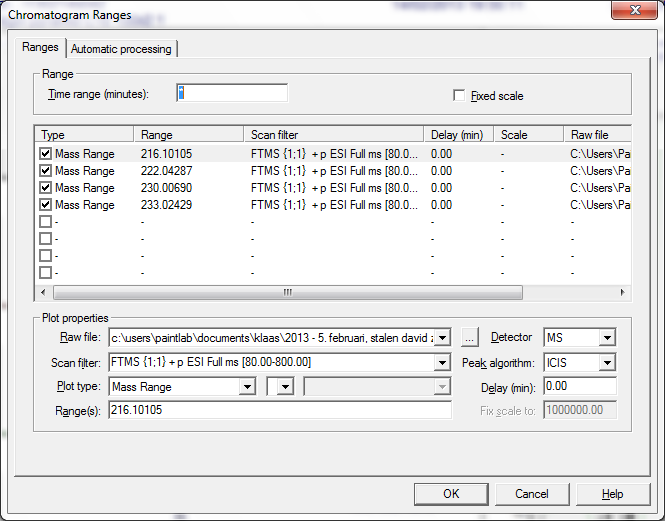 Chromatogram Ranges
Ranges Automatic processing
Range
Time range (minutes): *
Fixed scale
Type Range Scan filter Delay (min) Scale Raw file
Mass Range 216.10105 FTMS {1;1} + p ESI Full ms [80.0... 0.00 - C:\Users\Pai
Mass Range 222.04287 FTMS {1;1} + p ESI Full ms [80.0... 0.00 - C:\Users\Pai
Mass Range 230.00690 FTMS {1;1} + p ESI Full ms [80.0... 0.00 - C:\Users\Pai
Mass Range 233.02429 FTMS {1;1} + p ESI Full ms [80.0... 0.00 - C:\Users\Pai
- - - - - -
- - - - - -
- - - - - -
- - - - - -
Plot properties
Raw file: c:\users\paintlab\documents\klaas\2013 - 5. februari, stalen david z ... Detector MS
Scan filter: FTMS {1;1} + p ESI Full ms [80.00-800.00] Peak algorithm: ICIS
Plot type: Mass Range Delay (min): 0.00
Range(s): 216.10105 Fix scale to: 1000000.00
OK Cancel Help